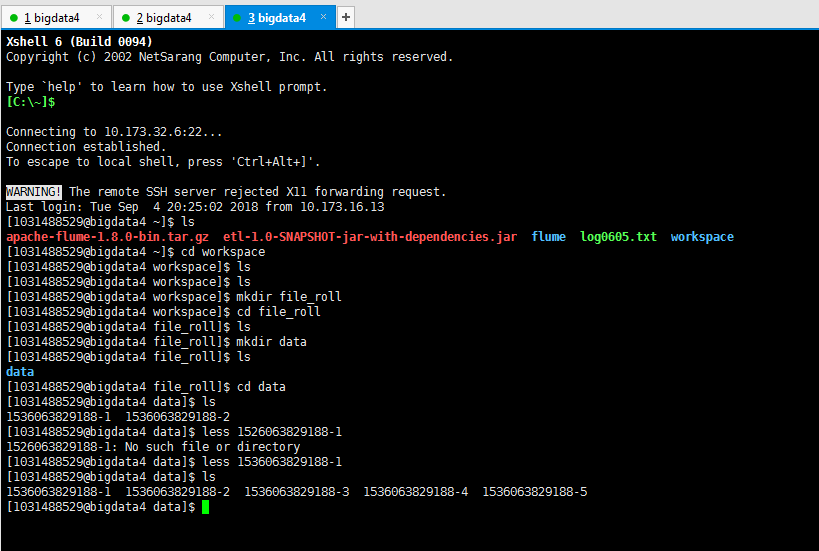 1 bigdata4 × 2 bigdata4 × 3 bigdata4 × +
Xshell 6 (Build 0094)
Copyright (c) 2002 NetSarang Computer, Inc. All rights reserved.
Type `help' to learn how to use Xshell prompt.
[C:\~]$
Connecting to 10.173.32.6:22...
Connection established.
To escape to local shell, press 'Ctrl+Alt+]'.
WARNING! The remote SSH server rejected X11 forwarding request.
Last login: Tue Sep  4 20:25:02 2018 from 10.173.16.13
[1031488529@bigdata4 ~]$ ls
apache-flume-1.8.0-bin.tar.gz  etl-1.0-SNAPSHOT-jar-with-dependencies.jar  flume  log0605.txt  workspace
[1031488529@bigdata4 ~]$ cd workspace
[1031488529@bigdata4 workspace]$ ls
[1031488529@bigdata4 workspace]$ ls
[1031488529@bigdata4 workspace]$ mkdir file_roll
[1031488529@bigdata4 workspace]$ cd file_roll
[1031488529@bigdata4 file_roll]$ ls
[1031488529@bigdata4 file_roll]$ mkdir data
[1031488529@bigdata4 file_roll]$ ls
data
[1031488529@bigdata4 file_roll]$ cd data
[1031488529@bigdata4 data]$ ls
1536063829188-1  1536063829188-2
[1031488529@bigdata4 data]$ less 1526063829188-1
1526063829188-1: No such file or directory
[1031488529@bigdata4 data]$ less 1536063829188-1
[1031488529@bigdata4 data]$ ls
1536063829188-1  1536063829188-2  1536063829188-3  1536063829188-4  1536063829188-5
[1031488529@bigdata4 data]$